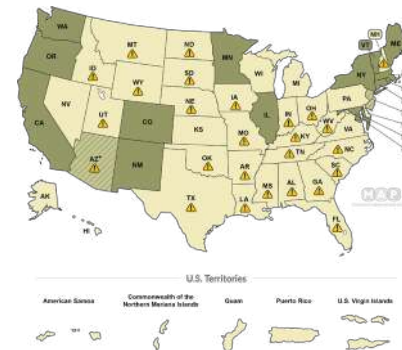 WA
MT
ND
MN
VT
NH
ME
OR
ID
SD
WI
MI
NY
WY
IA
PA
NE
NV
UT
IL
IN
OH
CA
CO
WV
VA
KS
MO
KY
NC
TN
AZ*
NM
OK
AR
SC
MS
AL
GA
TX
LA
AK
FL
HI
MAP
U.S. Territories
American Samoa
Commonwealth of the
Northern Mariana Islands
Guam
Puerto Rico
U.S. Virgin Islands